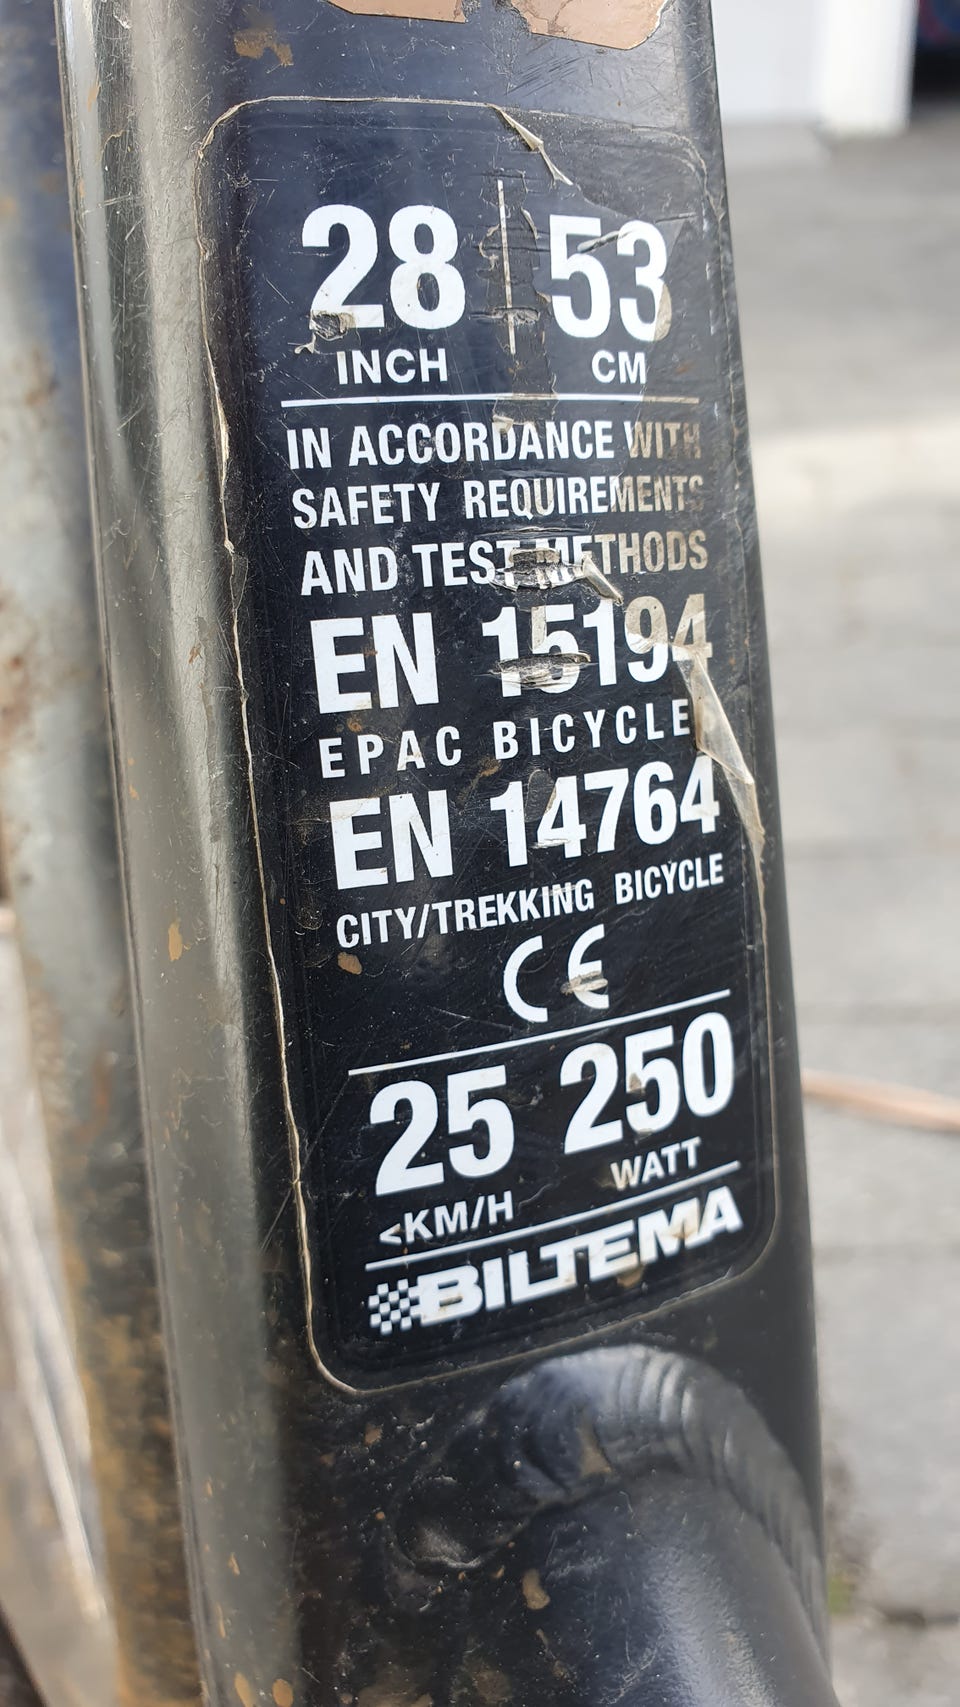 28 53
INCH CM
IN ACCORDANCE WITH
SAFETY REQUIREMENTS
AND TEST METHODS
EN 15194
EPAC BICYCLE
EN 14764
CITY/TREKKING BICYCLE
CE
25 250
<KM/H WATT
BILTEMA